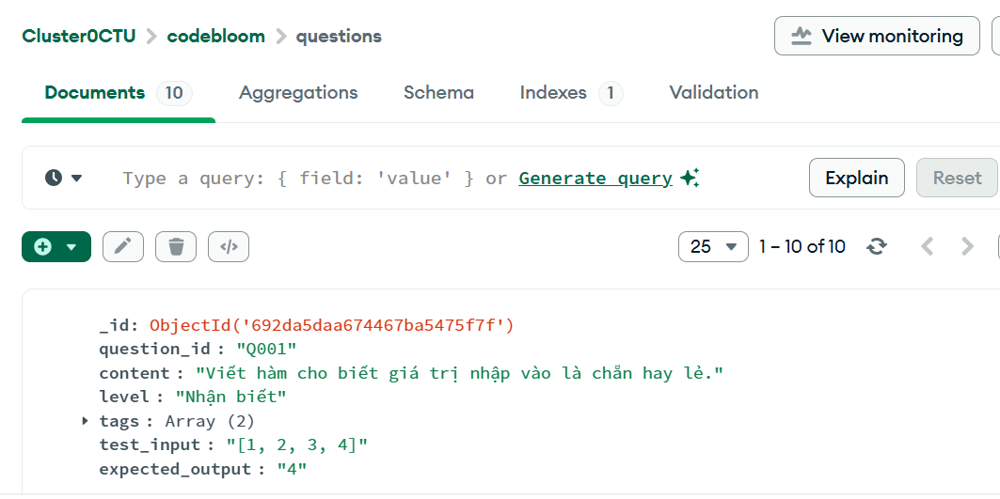 Cluster0CTU > codebloom > questions
View monitoring
Documents 10 Aggregations Schema Indexes 1 Validation
Type a query: { field: 'value' } or Generate query
Explain
Reset
25
1 – 10 of 10
_id: ObjectId('692da5daa674467ba5475f7f')
question_id : "Q001"
content : "Viết hàm cho biết giá trị nhập vào là chẵn hay lẻ."
level : "Nhận biết"
tags : Array (2)
test_input : "[1, 2, 3, 4]"
expected_output : "4"